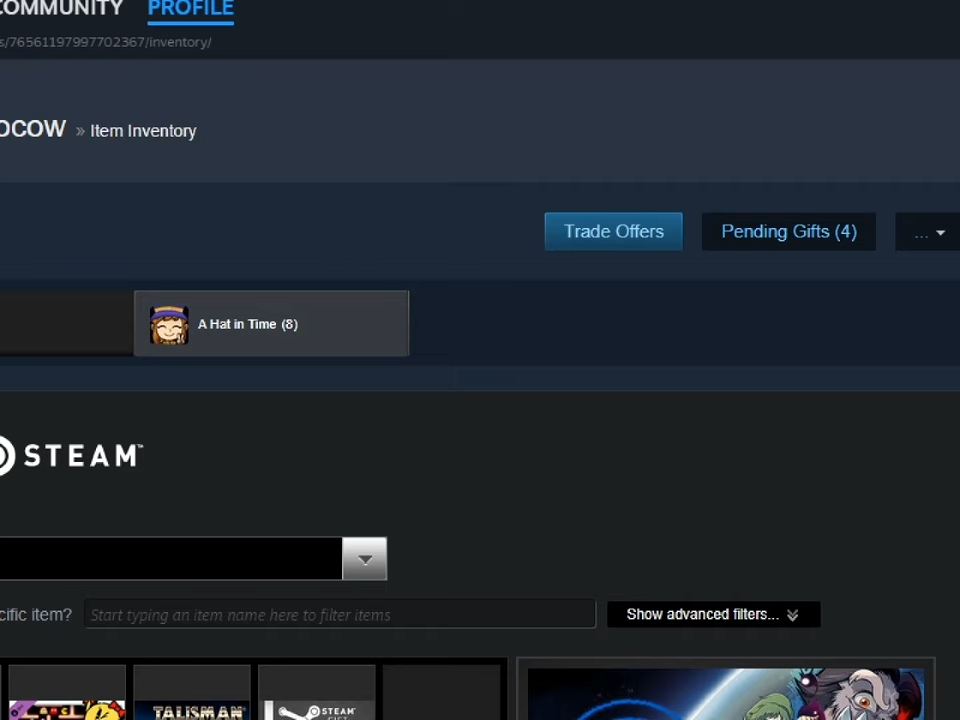 COMMUNITY PROFILE
s/76561197997702367/inventory/
OCOW » Item Inventory
Trade Offers Pending Gifts (4) ...
A Hat in Time (8)
STEAM™
cific item? Start typing an item name here to filter items Show advanced filters...
TALISMAN STEAM